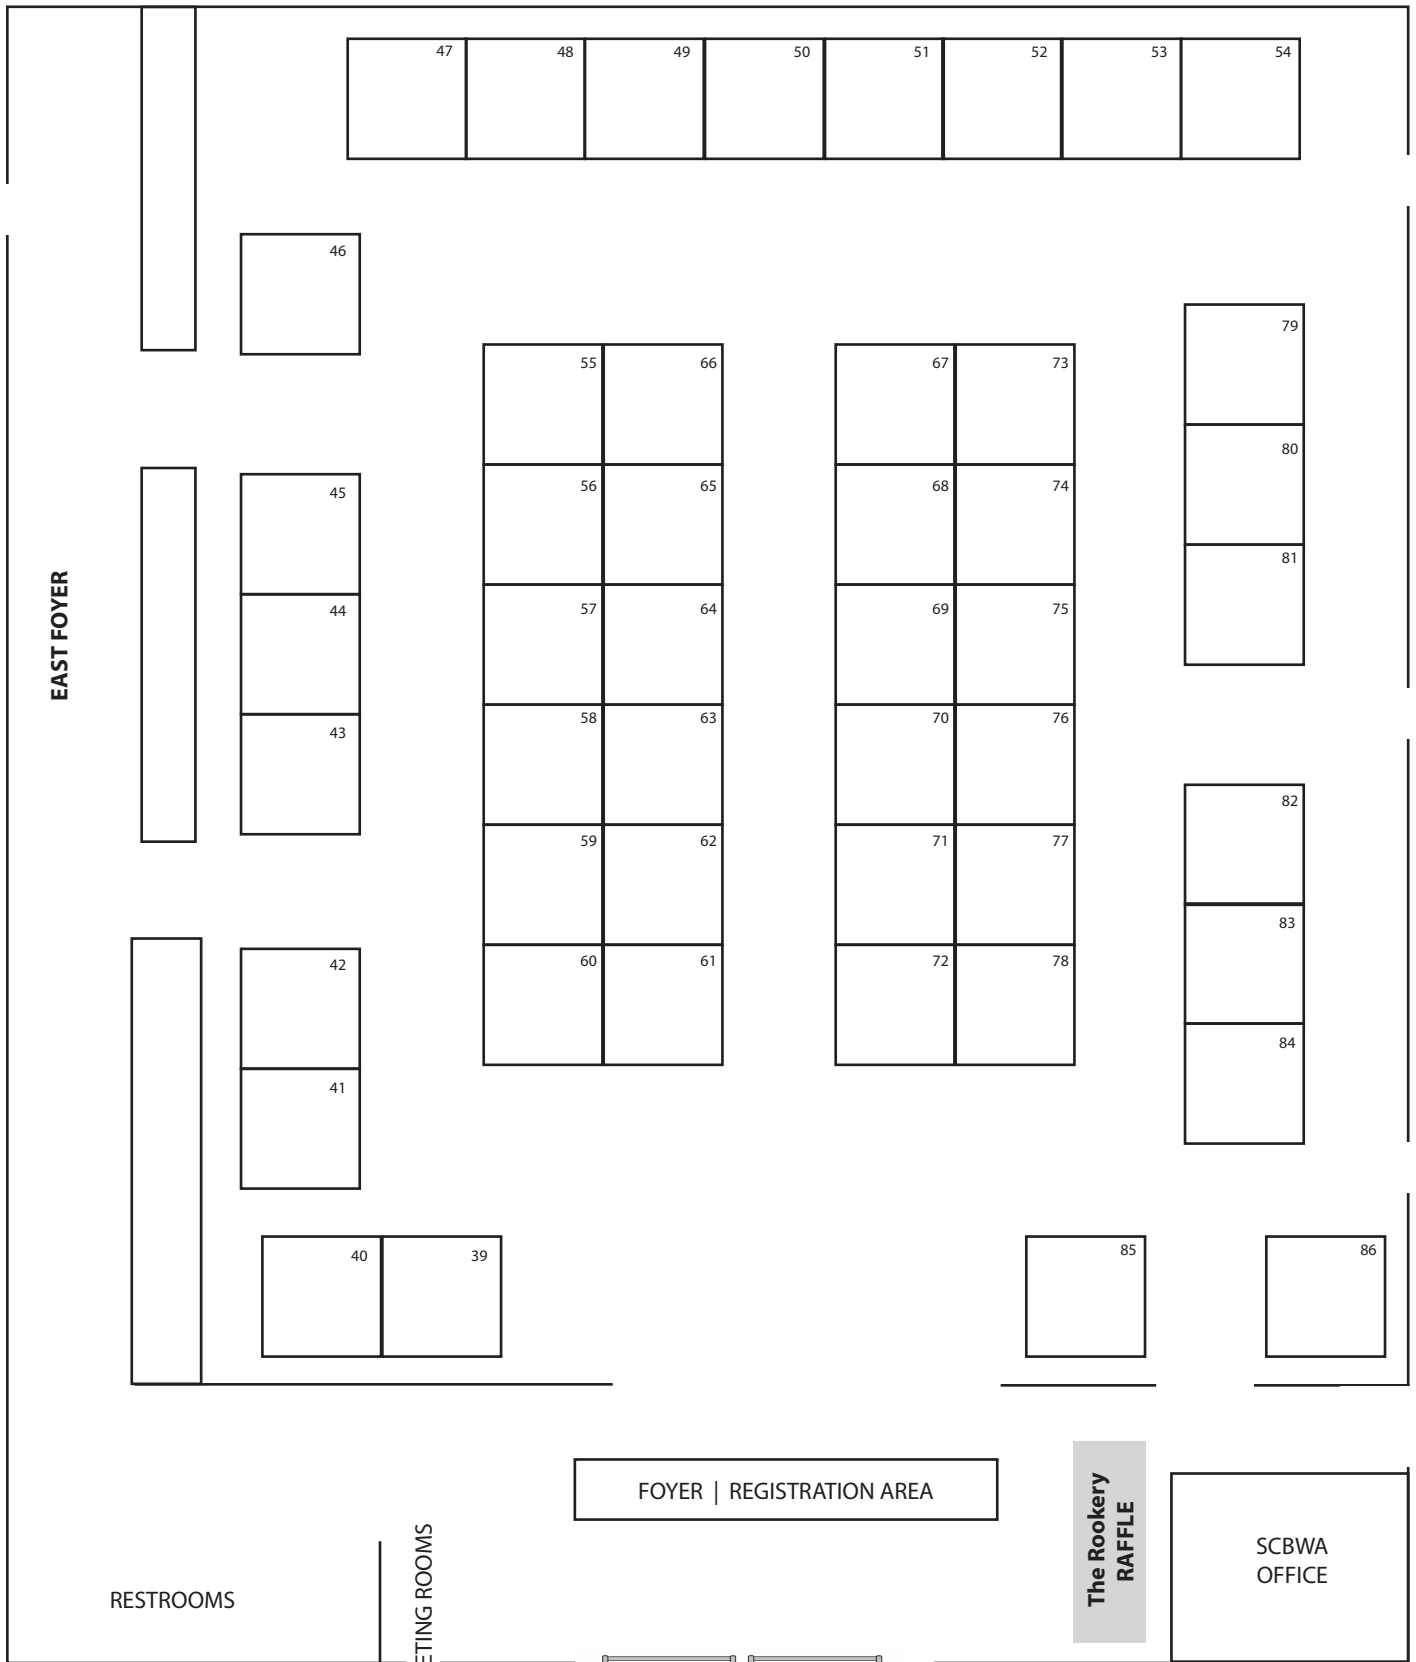 47 48 49 50 51 52 53 54
46
79
55 66 67 73
80
56 65 68 74
45
81
44
57 64 69 75
EAST FOYER
58 63 70 76
43
82
59 62 71 77
83
42
60 61 72 78
84
41
40 39 85 86
FOYER | REGISTRATION AREA
The Rookery
RAFFLE
SCBWA
OFFICE
RESTROOMS
ETING ROOMS